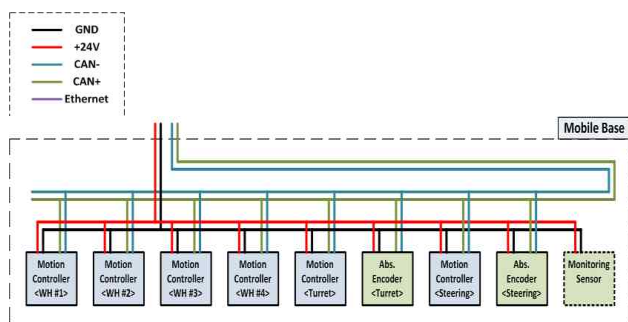 GND
+24V
CAN-
CAN+
Ethernet
Mobile Base
Motion
Controller
<WH #1>
Motion
Controller
<WH #2>
Motion
Controller
<WH #3>
Motion
Controller
<WH #4>
Motion
Controller
<Turret>
Abs.
Encoder
<Turret>
Motion
Controller
<Steering>
Abs.
Encoder
<Steering>
Monitoring
Sensor